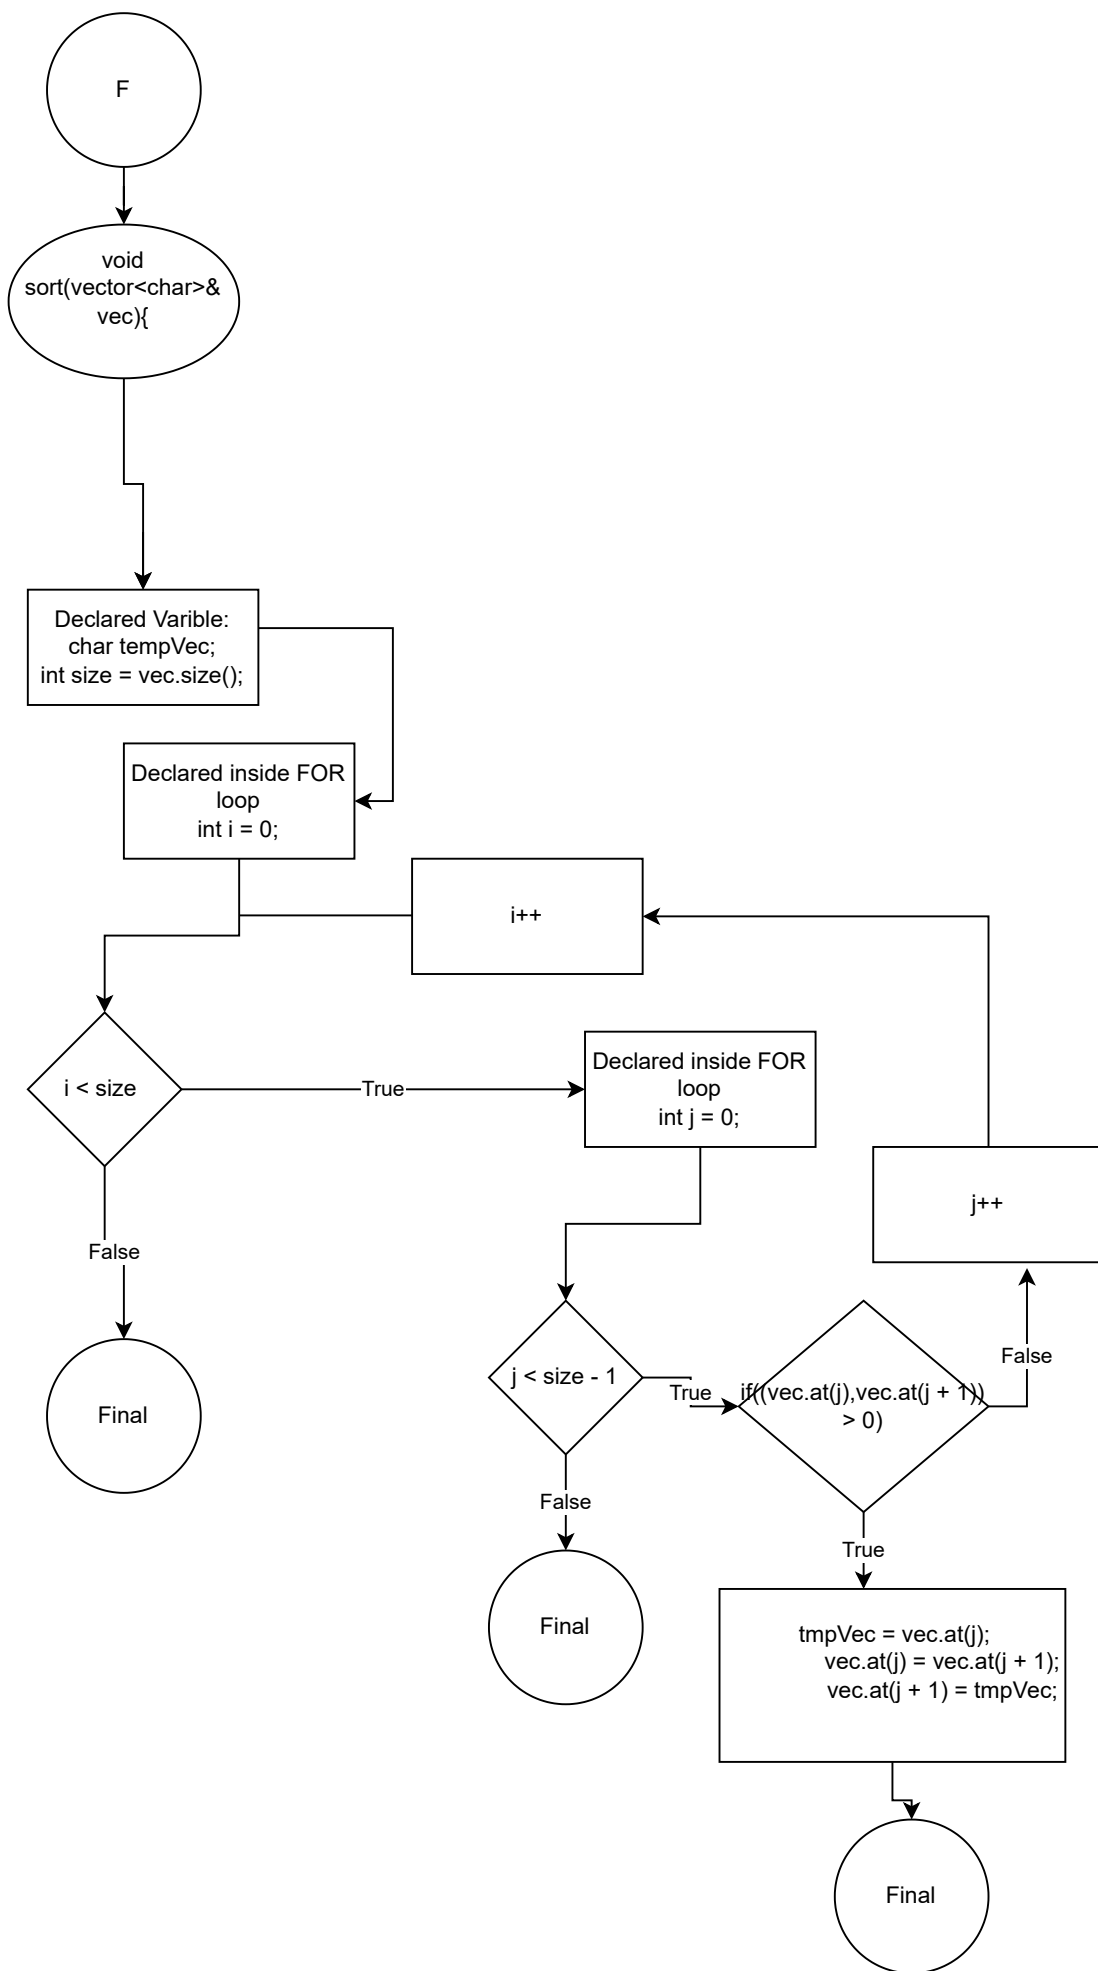 F
void
sort(vector<char>&
vec){
Declared Varible:
char tempVec;
int size = vec.size();
Declared inside FOR
loop
int i = 0;
i++
i < size
True
Declared inside FOR
loop
int j = 0;
j++
False
Final
j < size - 1
True
if((vec.at(j),vec.at(j + 1))
> 0)
False
False
True
Final
tmpVec = vec.at(j);
vec.at(j) = vec.at(j + 1);
vec.at(j + 1) = tmpVec;
Final